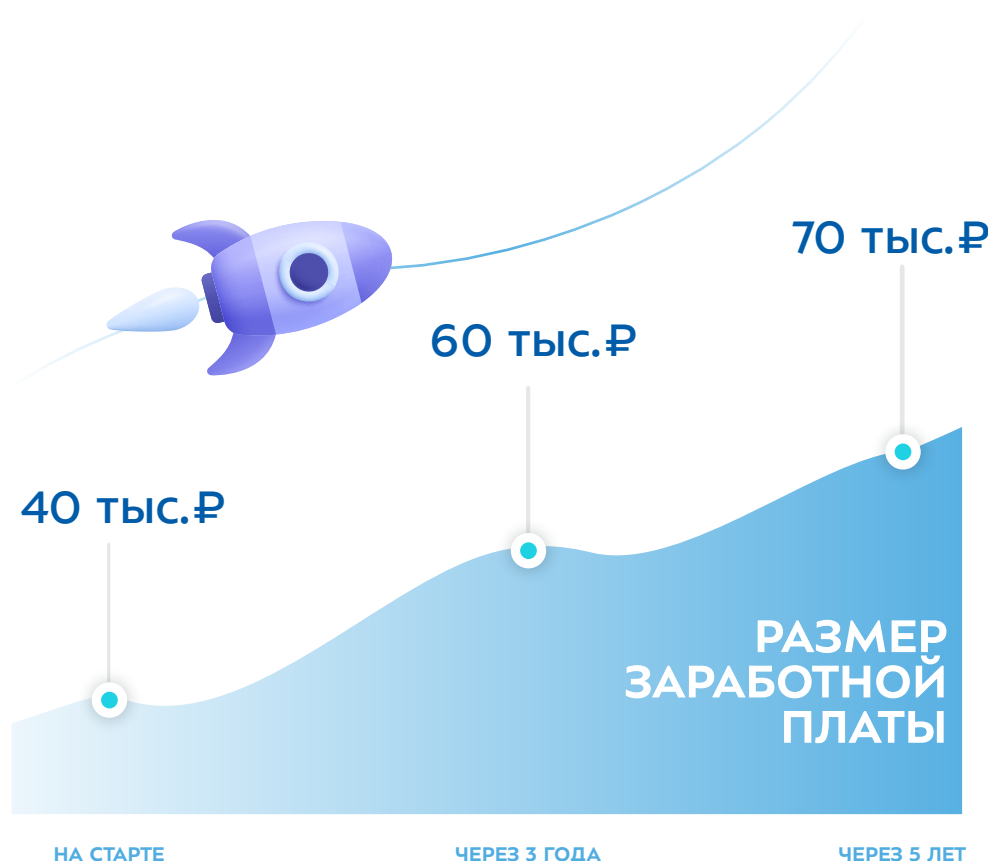 70 тыс.₽
60 тыс.₽
40 тыс.₽
РАЗМЕР
ЗАРАБОТНОЙ
ПЛАТЫ
НА СТАРТЕ
ЧЕРЕЗ 3 ГОДА
ЧЕРЕЗ 5 ЛЕТ